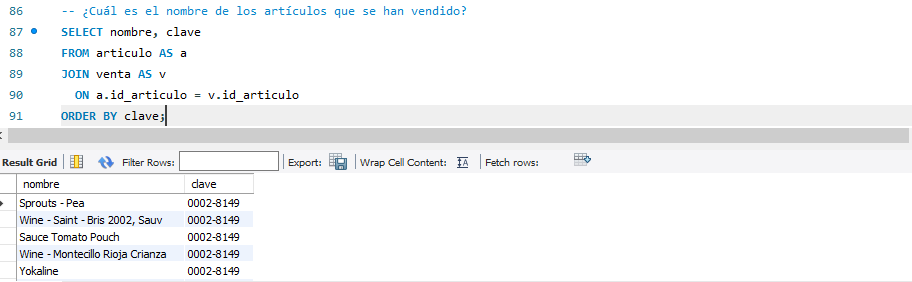 86 -- ¿Cuál es el nombre de los artículos que se han vendido?
87 SELECT nombre, clave
88 FROM articulo AS a
89 JOIN venta AS v
90 ON a.id_articulo = v.id_articulo
91 ORDER BY clave;
Result Grid Filter Rows: Export: Wrap Cell Content: IA Fetch rows:
nombre clave
Sprouts - Pea 0002-8149
Wine - Saint - Bris 2002, Sauv 0002-8149
Sauce Tomato Pouch 0002-8149
Wine - Montecillo Rioja Crianza 0002-8149
Yokaline 0002-8149